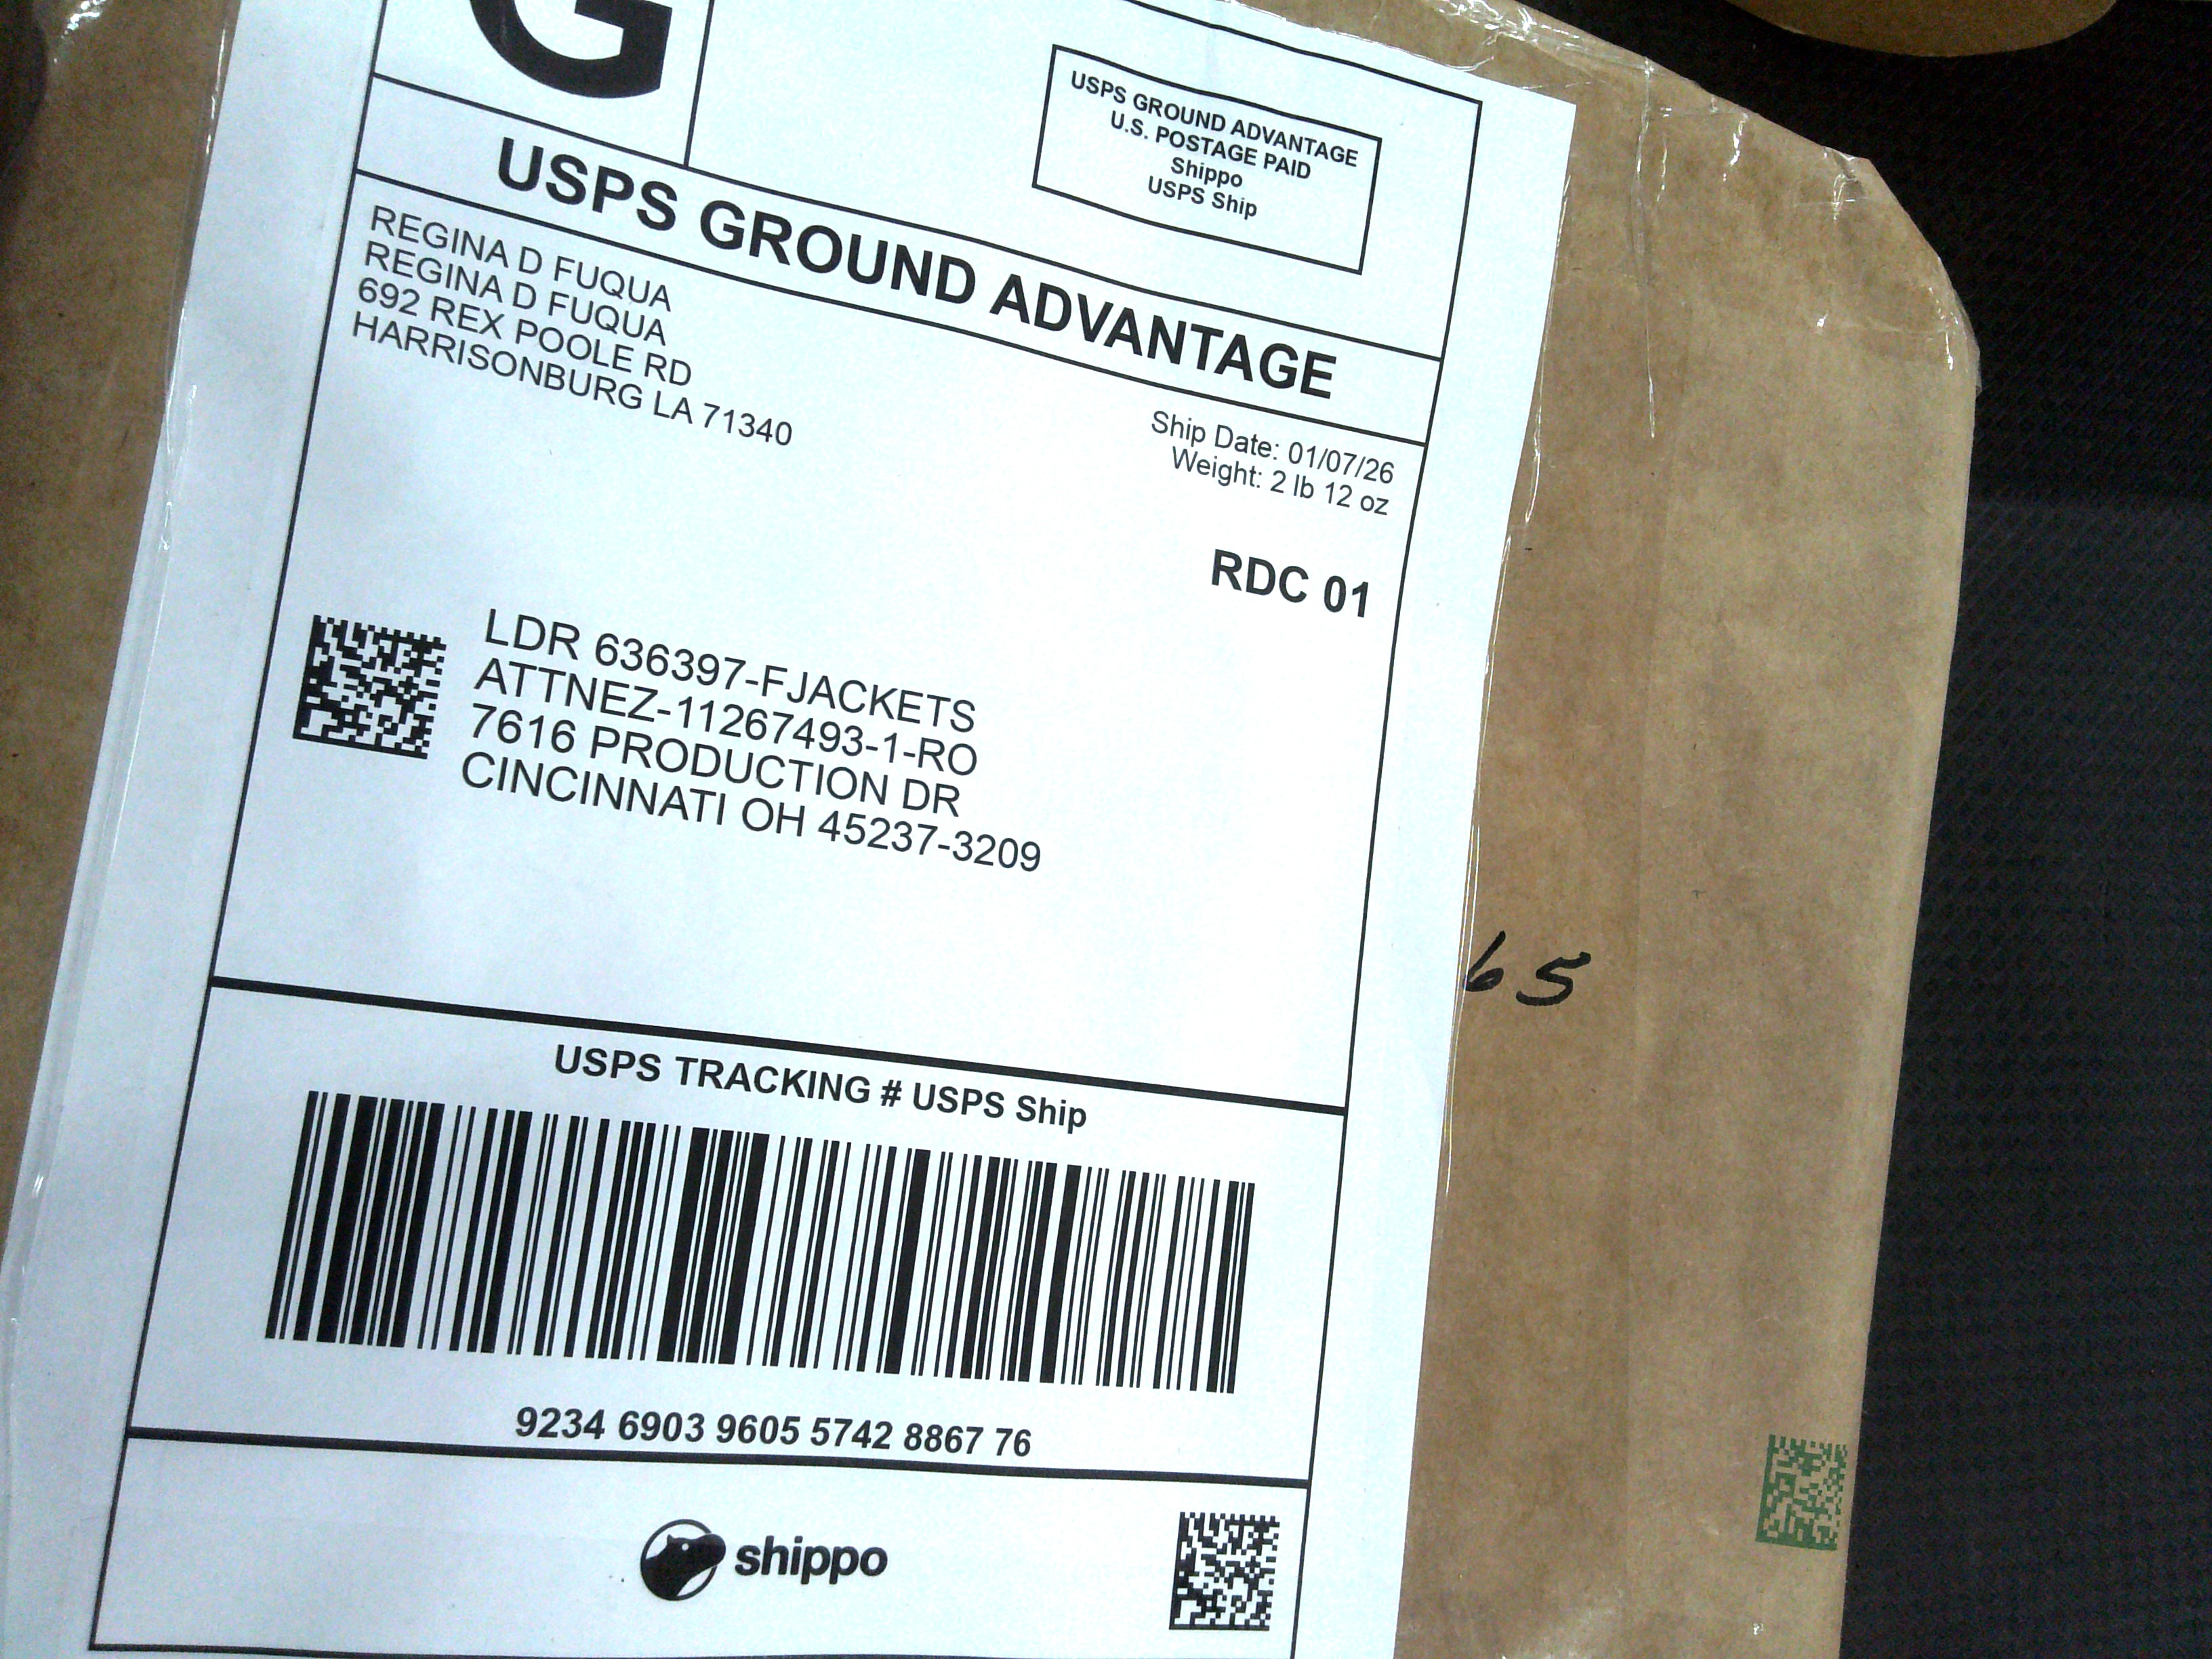 G
USPS GROUND ADVANTAGE
U.S. POSTAGE PAID
Shippo
USPS Ship
USPS GROUND ADVANTAGE
REGINA D FUQUA
REGINA D FUQUA
692 REX POOLE RD
HARRISONBURG LA 71340
Ship Date: 01/07/26
Weight: 2 lb 12 oz
RDC 01
LDR 636397-FJACKETS
ATTNEZ-11267493-1-RO
7616 PRODUCTION DR
CINCINNATI OH 45237-3209
65
USPS TRACKING # USPS Ship
9234 6903 9605 5742 8867 76
shippo